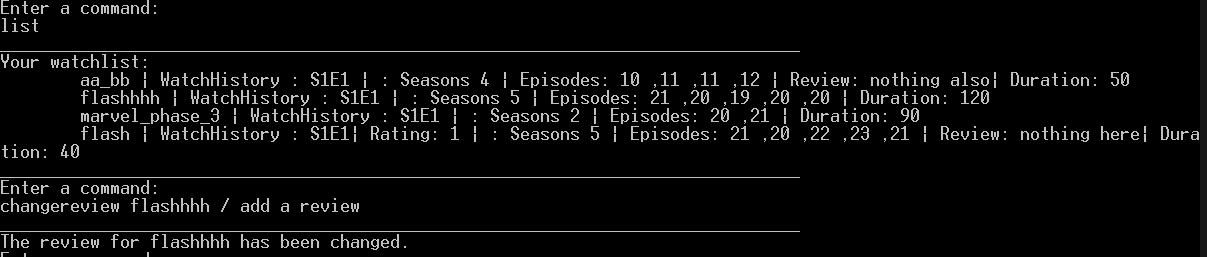 Enter a command:
list
Your watchlist:
aa_bb | WatchHistory : S1E1 | : Seasons 4 | Episodes: 10 ,11 ,11 ,12 | Review: nothing also| Duration: 50
flashhhh | WatchHistory : S1E1 | : Seasons 5 | Episodes: 21 ,20 ,19 ,20 ,20 | Duration: 120
marvel_phase_3 | WatchHistory : S1E1 | : Seasons 2 | Episodes: 20 ,21 | Duration: 90
flash | WatchHistory : S1E1| Rating: 1 | : Seasons 5 | Episodes: 21 ,20 ,22 ,23 ,21 | Review: nothing here| Dura
tion: 40
Enter a command:
changereview flashhhh / add a review
The review for flashhhh has been changed.